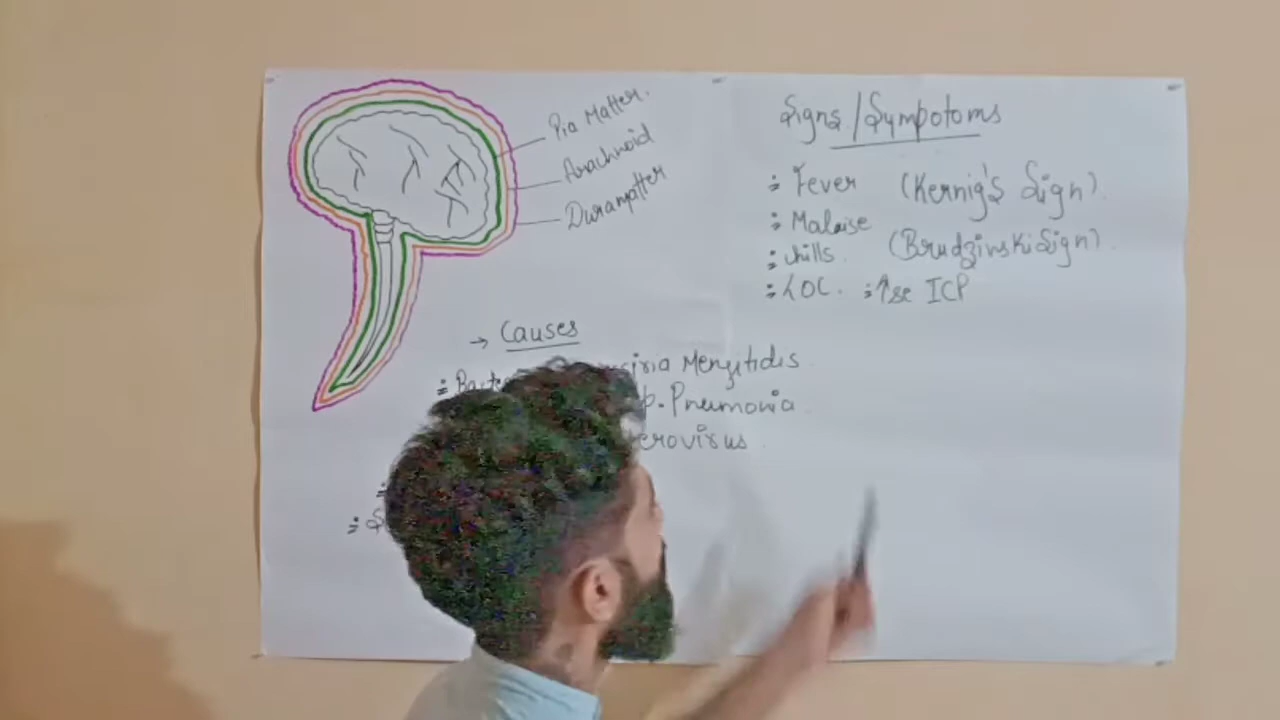 Pia Matter.
Arachnoid
Duramatter
→ Causes
Mengitidis
p. Pneumonia
erovirus
Signs/Sympotoms
Fever (Kernig's Sign).
Malaise
chills. (Brudzinski Sign).
LOC. ↑se ICP